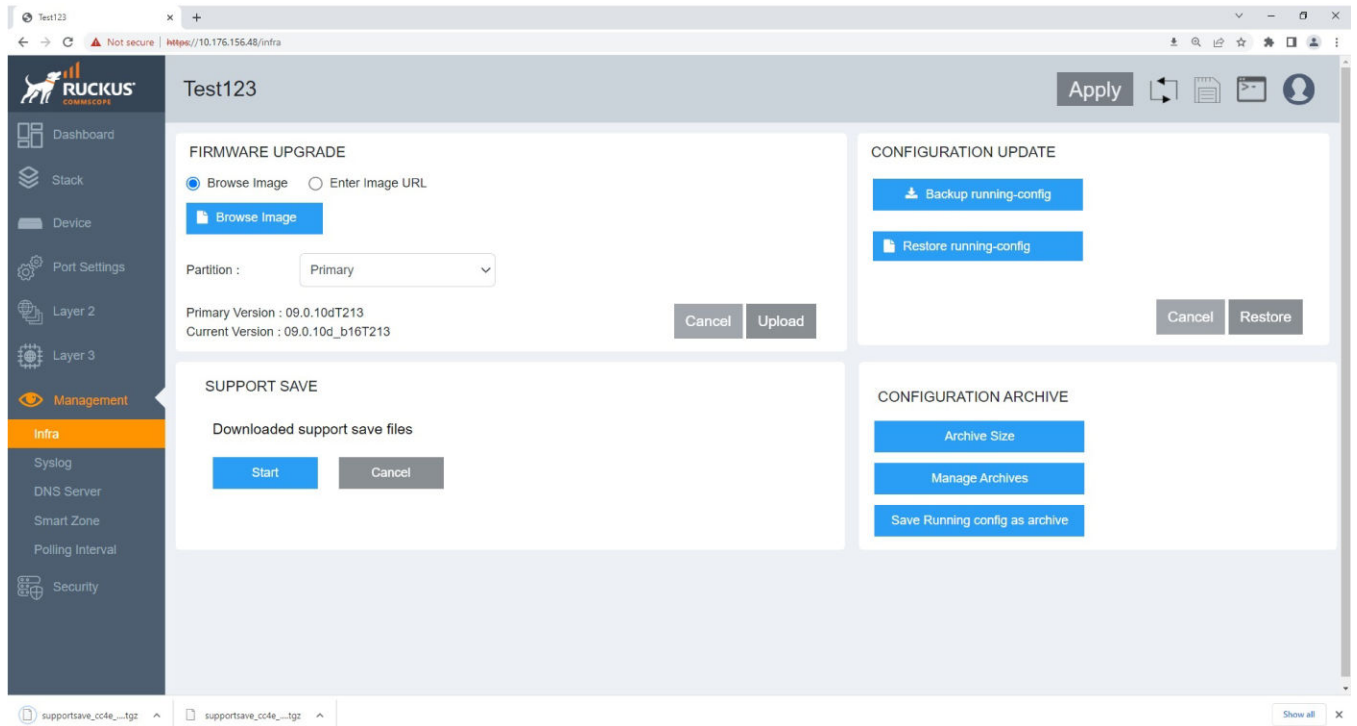 Test123
Not secure | https://10.176.156.48/infra
RUCKUS
COMMSCOPE
Test123
Apply
Dashboard
Stack
Device
Port Settings
Layer 2
Layer 3
Management
Infra
Syslog
DNS Server
Smart Zone
Polling Interval
Security
FIRMWARE UPGRADE
Browse Image Enter Image URL
Browse Image
Partition : Primary
Primary Version : 09.0.10dT213
Current Version : 09.0.10d_b16T213
Cancel Upload
CONFIGURATION UPDATE
Backup running-config
Restore running-config
Cancel Restore
SUPPORT SAVE
Downloaded support save files
Start Cancel
CONFIGURATION ARCHIVE
Archive Size
Manage Archives
Save Running config as archive
supportsave_cc4e_....tgz supportsave_cc4e_....tgz Show all